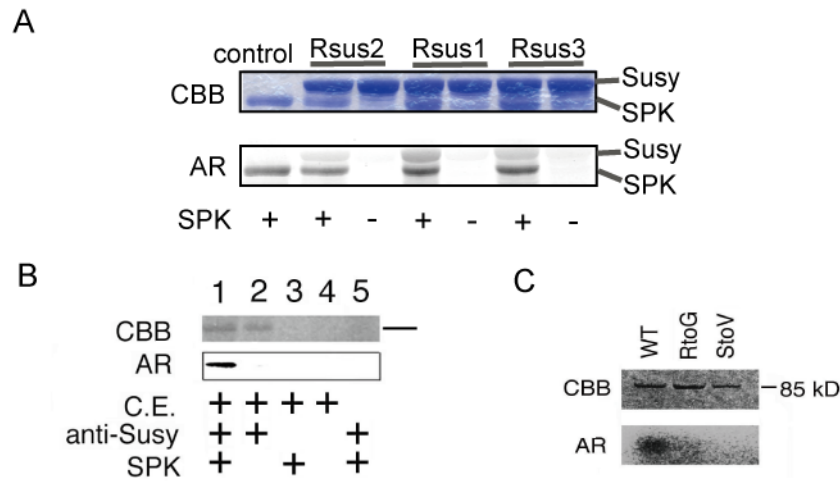 A
control Rsus2 Rsus1 Rsus3
CBB Susy
SPK
AR Susy
SPK
SPK + + - + - + -
B
1 2 3 4 5
CBB
AR
C.E. + + + +
anti-Susy + + +
SPK + + +
C
WT RtoG StoV
CBB 85 kD
AR